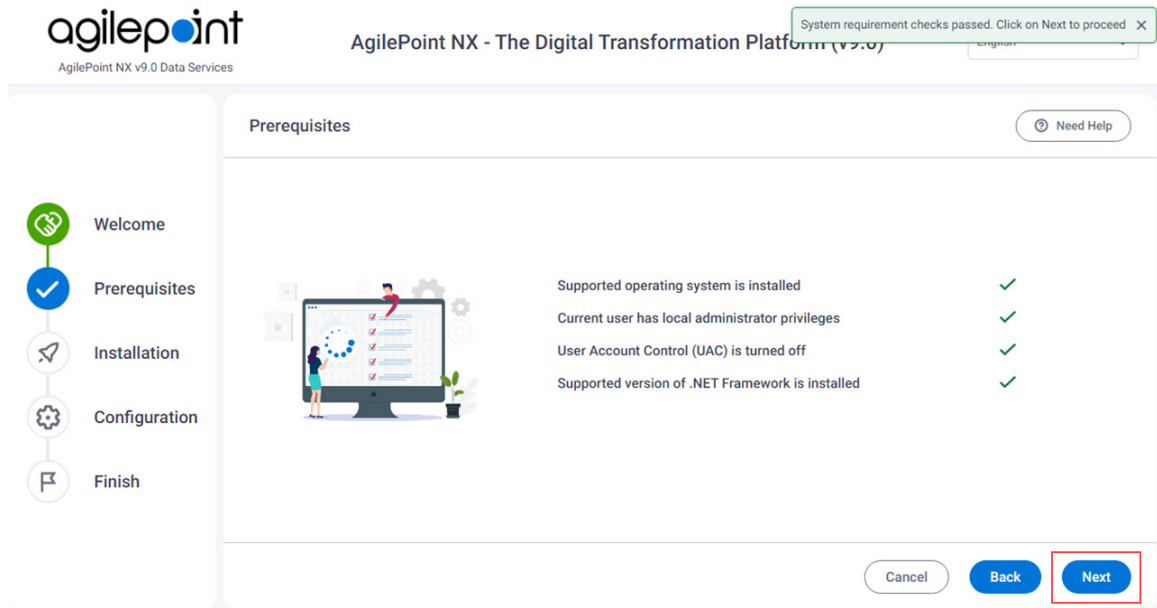 agilepoint
AgilePoint NX v9.0 Data Services
AgilePoint NX - The Digital Transformation Platform (v9.0)
System requirement checks passed. Click on Next to proceed
English
Prerequisites
Need Help
Welcome
Prerequisites
Installation
Configuration
Finish
Supported operating system is installed
Current user has local administrator privileges
User Account Control (UAC) is turned off
Supported version of .NET Framework is installed
Cancel
Back
Next